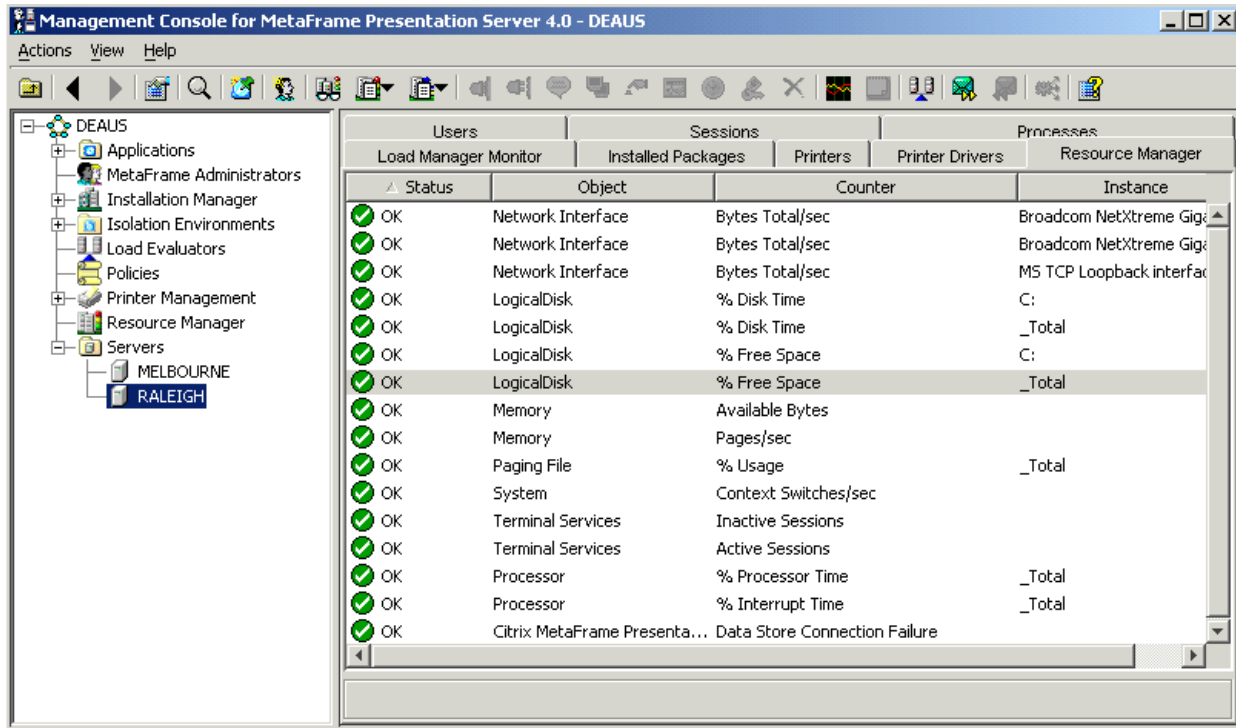 Management Console for MetaFrame Presentation Server 4.0 - DEAUS
Actions View Help
DEAUS
Applications
MetaFrame Administrators
Installation Manager
Isolation Environments
Load Evaluators
Policies
Printer Management
Resource Manager
Servers
MELBOURNE
RALEIGH
Users Sessions Processes
Load Manager Monitor Installed Packages Printers Printer Drivers Resource Manager
Status Object Counter Instance
OK Network Interface Bytes Total/sec Broadcom NetXtreme Giga
OK Network Interface Bytes Total/sec Broadcom NetXtreme Giga
OK Network Interface Bytes Total/sec MS TCP Loopback interfac
OK LogicalDisk % Disk Time C:
OK LogicalDisk % Disk Time _Total
OK LogicalDisk % Free Space C:
OK LogicalDisk % Free Space _Total
OK Memory Available Bytes
OK Memory Pages/sec
OK Paging File % Usage _Total
OK System Context Switches/sec
OK Terminal Services Inactive Sessions
OK Terminal Services Active Sessions
OK Processor % Processor Time _Total
OK Processor % Interrupt Time _Total
OK Citrix MetaFrame Presenta... Data Store Connection Failure